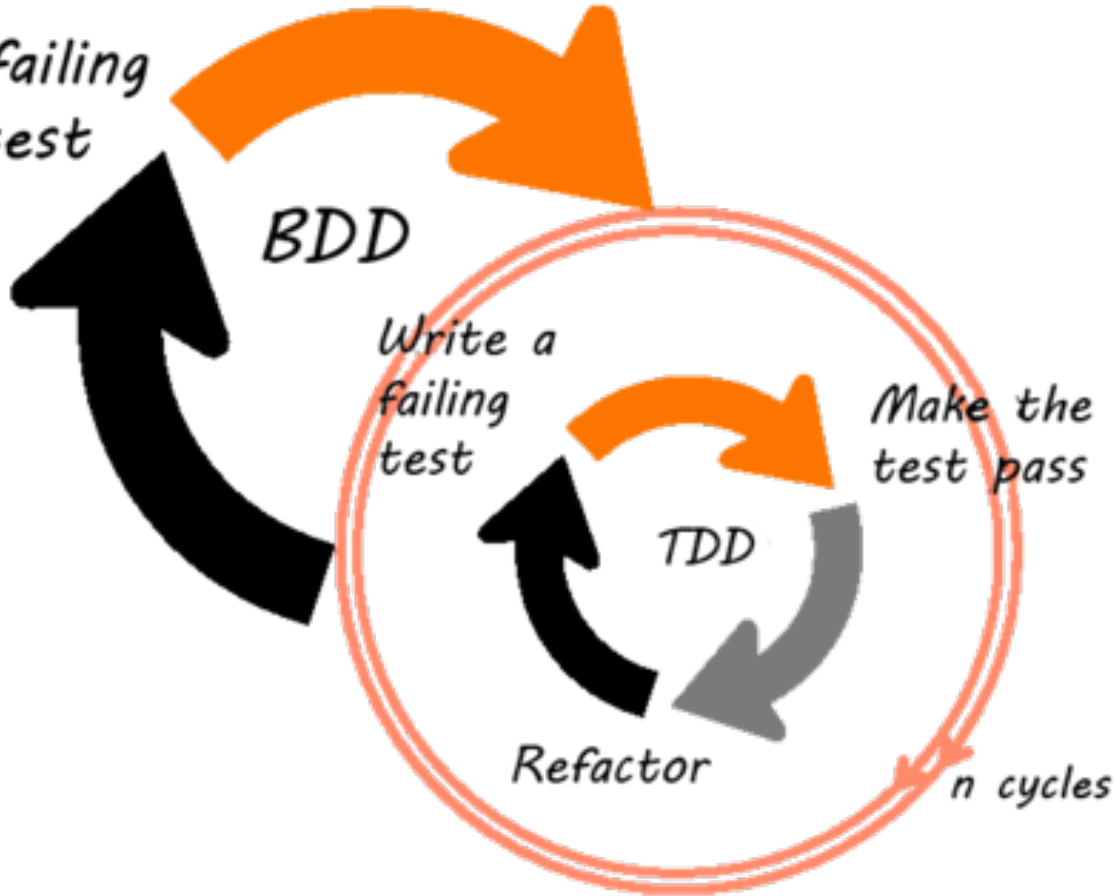 failing
test
BDD
Write a
failing
test
Make the
test pass
TDD
Refactor
n cycles